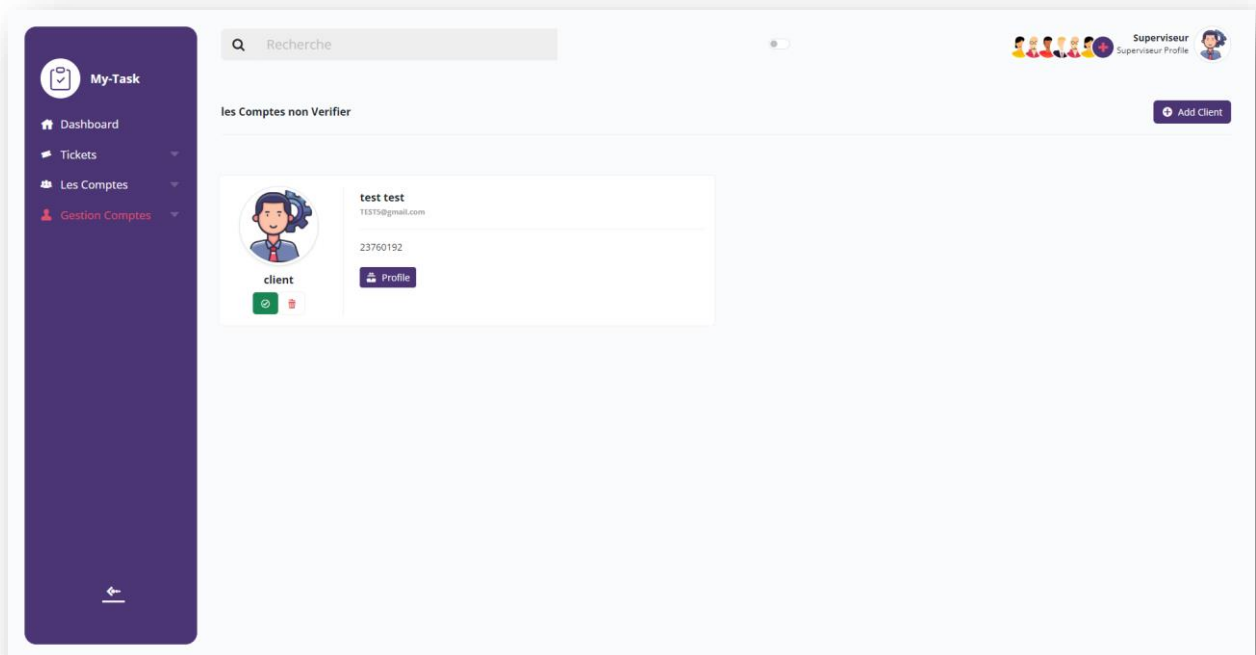 My-Task
Dashboard
Tickets
Les Comptes
Gestion Comptes
Recherche
Superviseur
Superviseur Profile
les Comptes non Verifier
Add Client
client
test test
TEST5@gmail.com
23760192
Profile